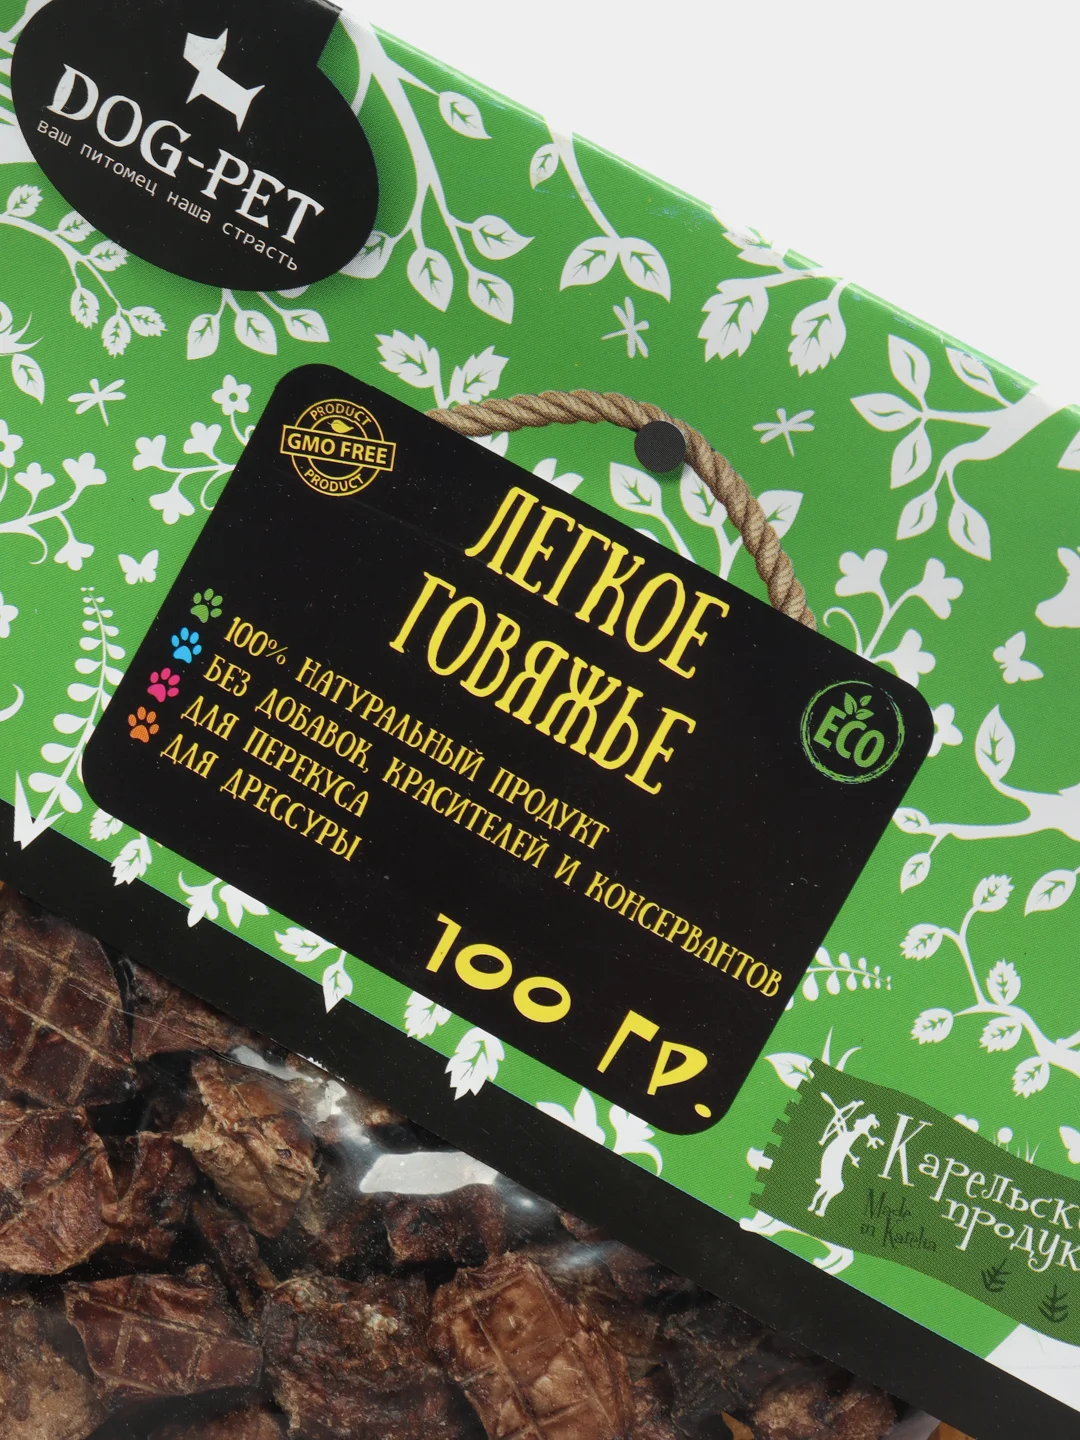 DOG-PET
ваш питомец наша страсть
PRODUCT
GMO FREE
PRODUCT
ЛЕГКОЕ
ГОВЯЖЬЕ
ECO
100% НАТУРАЛЬНЫЙ ПРОДУКТ
БЕЗ ДОБАВОК, КРАСИТЕЛЕЙ И КОНСЕРВАНТОВ
ДЛЯ ПЕРЕКУСА
ДЛЯ ДРЕССУРЫ
100 ГР.
Made
in Karelia